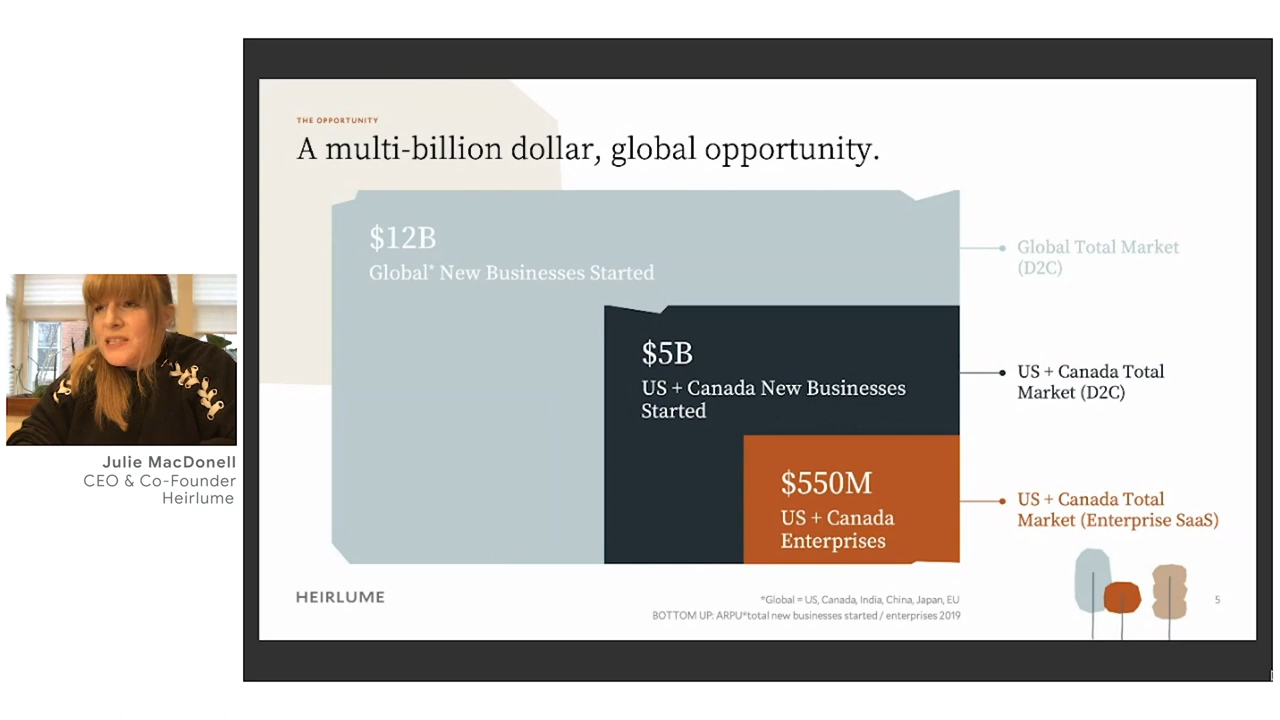 THE OPPORTUNITY
A multi-billion dollar, global opportunity.
$12B
Global* New Businesses Started
Global Total Market
(D2C)
$5B
US + Canada New Businesses
Started
US + Canada Total
Market (D2C)
$550M
US + Canada
Enterprises
US + Canada Total
Market (Enterprise SaaS)
Julie MacDonell
CEO & Co-Founder
Heirlume
HEIRLUME
*Global = US, Canada, India, China, Japan, EU
BOTTOM UP: ARPU*total new businesses started / enterprises 2019
5